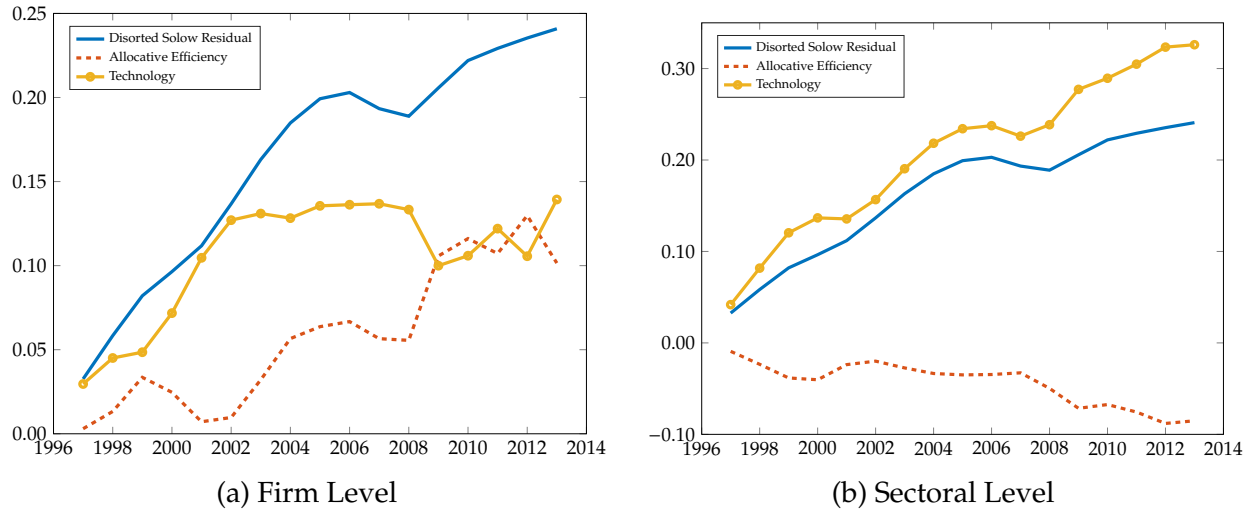 0.25
0.20
0.15
0.10
0.05
0.00
Disorted Solow Residual
Allocative Efficiency
Technology
1996 1998 2000 2002 2004 2006 2008 2010 2012 2014
(a) Firm Level
0.30
0.20
0.10
0.00
−0.10
Disorted Solow Residual
Allocative Efficiency
Technology
1996 1998 2000 2002 2004 2006 2008 2010 2012 2014
(b) Sectoral Level